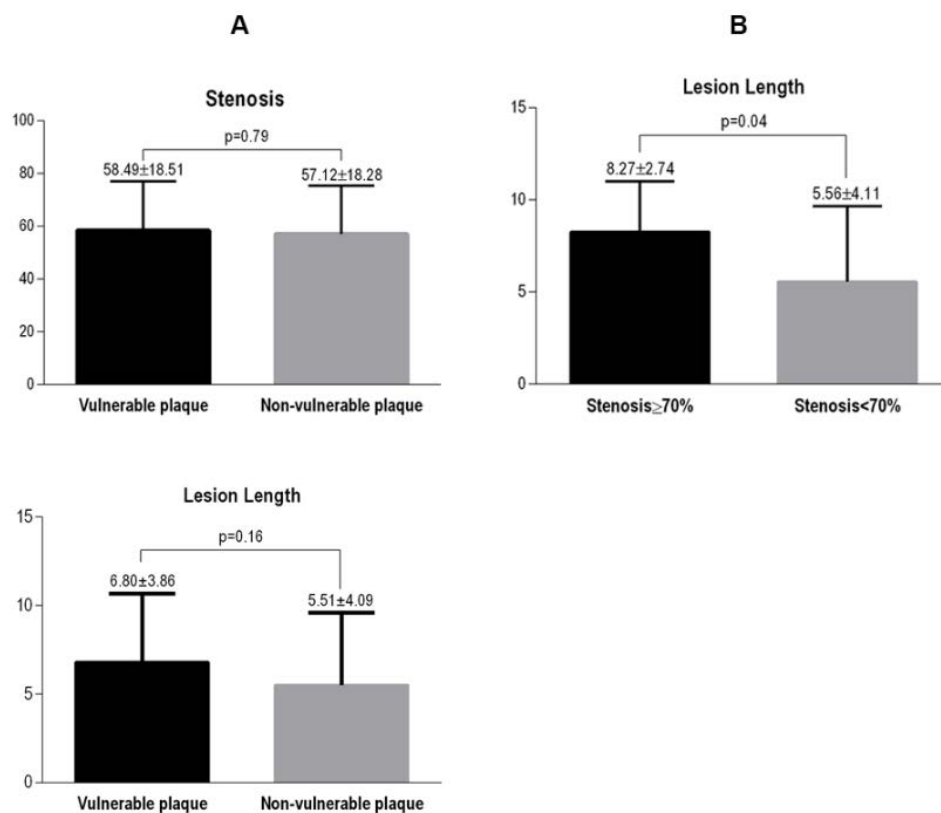 A
Stenosis
100
80
60
40
20
0
p=0.79
58.49±18.51
57.12±18.28
Vulnerable plaque
Non-vulnerable plaque
Lesion Length
15
10
5
0
p=0.16
6.80±3.86
5.51±4.09
Vulnerable plaque
Non-vulnerable plaque
B
Lesion Length
15
10
5
0
p=0.04
8.27±2.74
5.56±4.11
Stenosis≥70%
Stenosis<70%